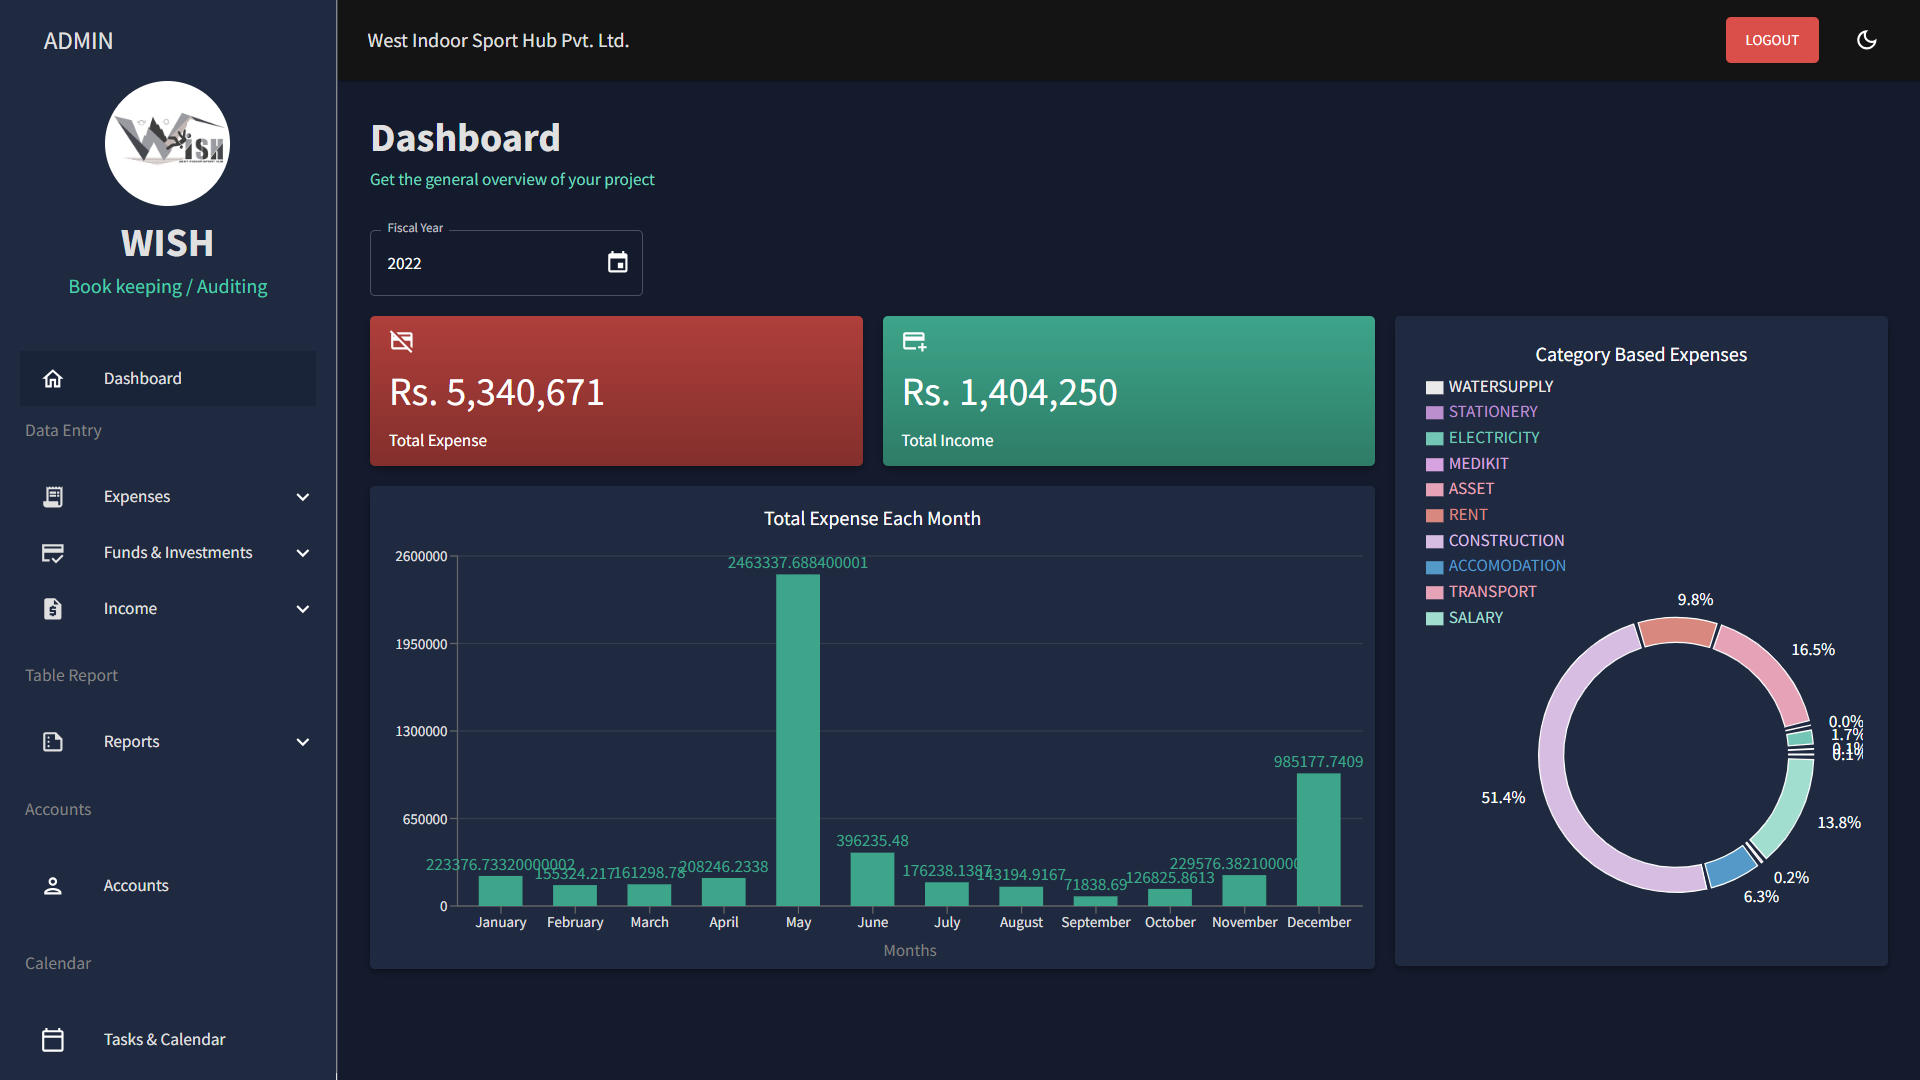 ADMIN
WISH
WISH
Book keeping / Auditing
Dashboard
Data Entry
Expenses
Funds & Investments
Income
Table Report
Reports
Accounts
Accounts
Calendar
Tasks & Calendar
West Indoor Sport Hub Pvt. Ltd.
LOGOUT
Dashboard
Get the general overview of your project
Fiscal Year
2022
Rs. 5,340,671
Total Expense
Rs. 1,404,250
Total Income
Total Expense Each Month
2600000
1950000
1300000
650000
0
223376.73320000002
155324.217
161298.78
208246.2338
2463337.688400001
396235.48
176238.1387
143194.9167
71838.69
126825.8613
229576.382100000
985177.7409
January February March April May June July August September October November December
Months
Category Based Expenses
WATERSUPPLY
STATIONERY
ELECTRICITY
MEDIKIT
ASSET
RENT
CONSTRUCTION
ACCOMODATION
TRANSPORT
SALARY
9.8%
16.5%
0.0%
1.7%
0.1%
0.1%
13.8%
0.2%
6.3%
51.4%